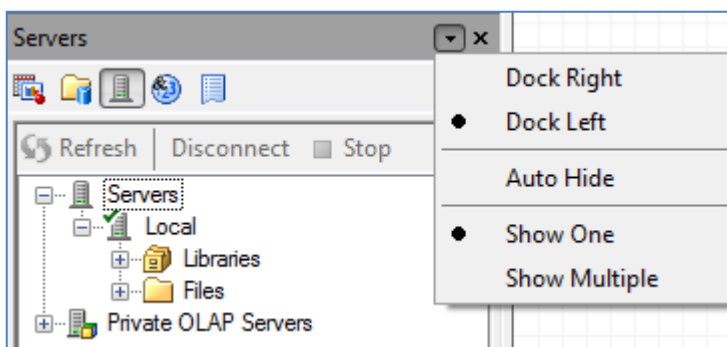 Servers
Dock Right
Dock Left
Refresh Disconnect Stop
Auto Hide
Servers
Local
Show One
Libraries
Show Multiple
Files
Private OLAP Servers